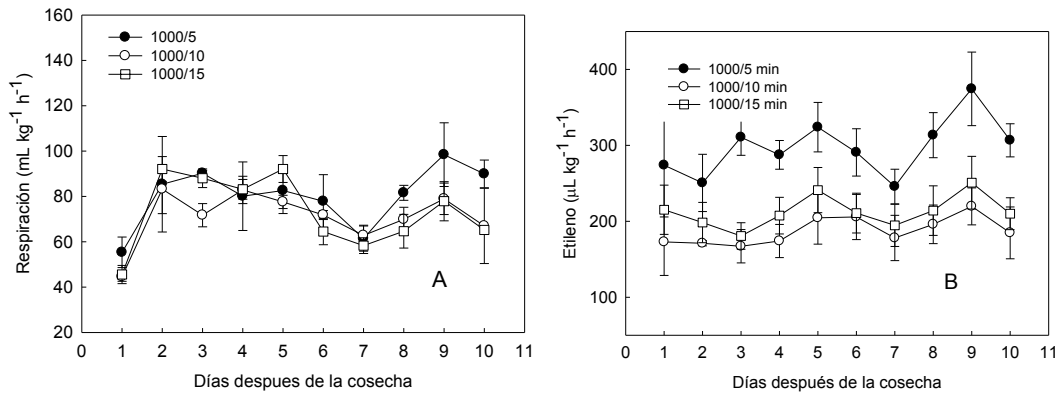 160
140
120
100
80
60
40
20
Respiración (mL kg⁻¹ h⁻¹)
1000/5
1000/10
1000/15
A
0 1 2 3 4 5 6 7 8 9 10 11
Días despues de la cosecha
400
300
200
100
Etileno (µL kg⁻¹ h⁻¹)
1000/5 min
1000/10 min
1000/15 min
B
0 1 2 3 4 5 6 7 8 9 10 11
Días después de la cosecha